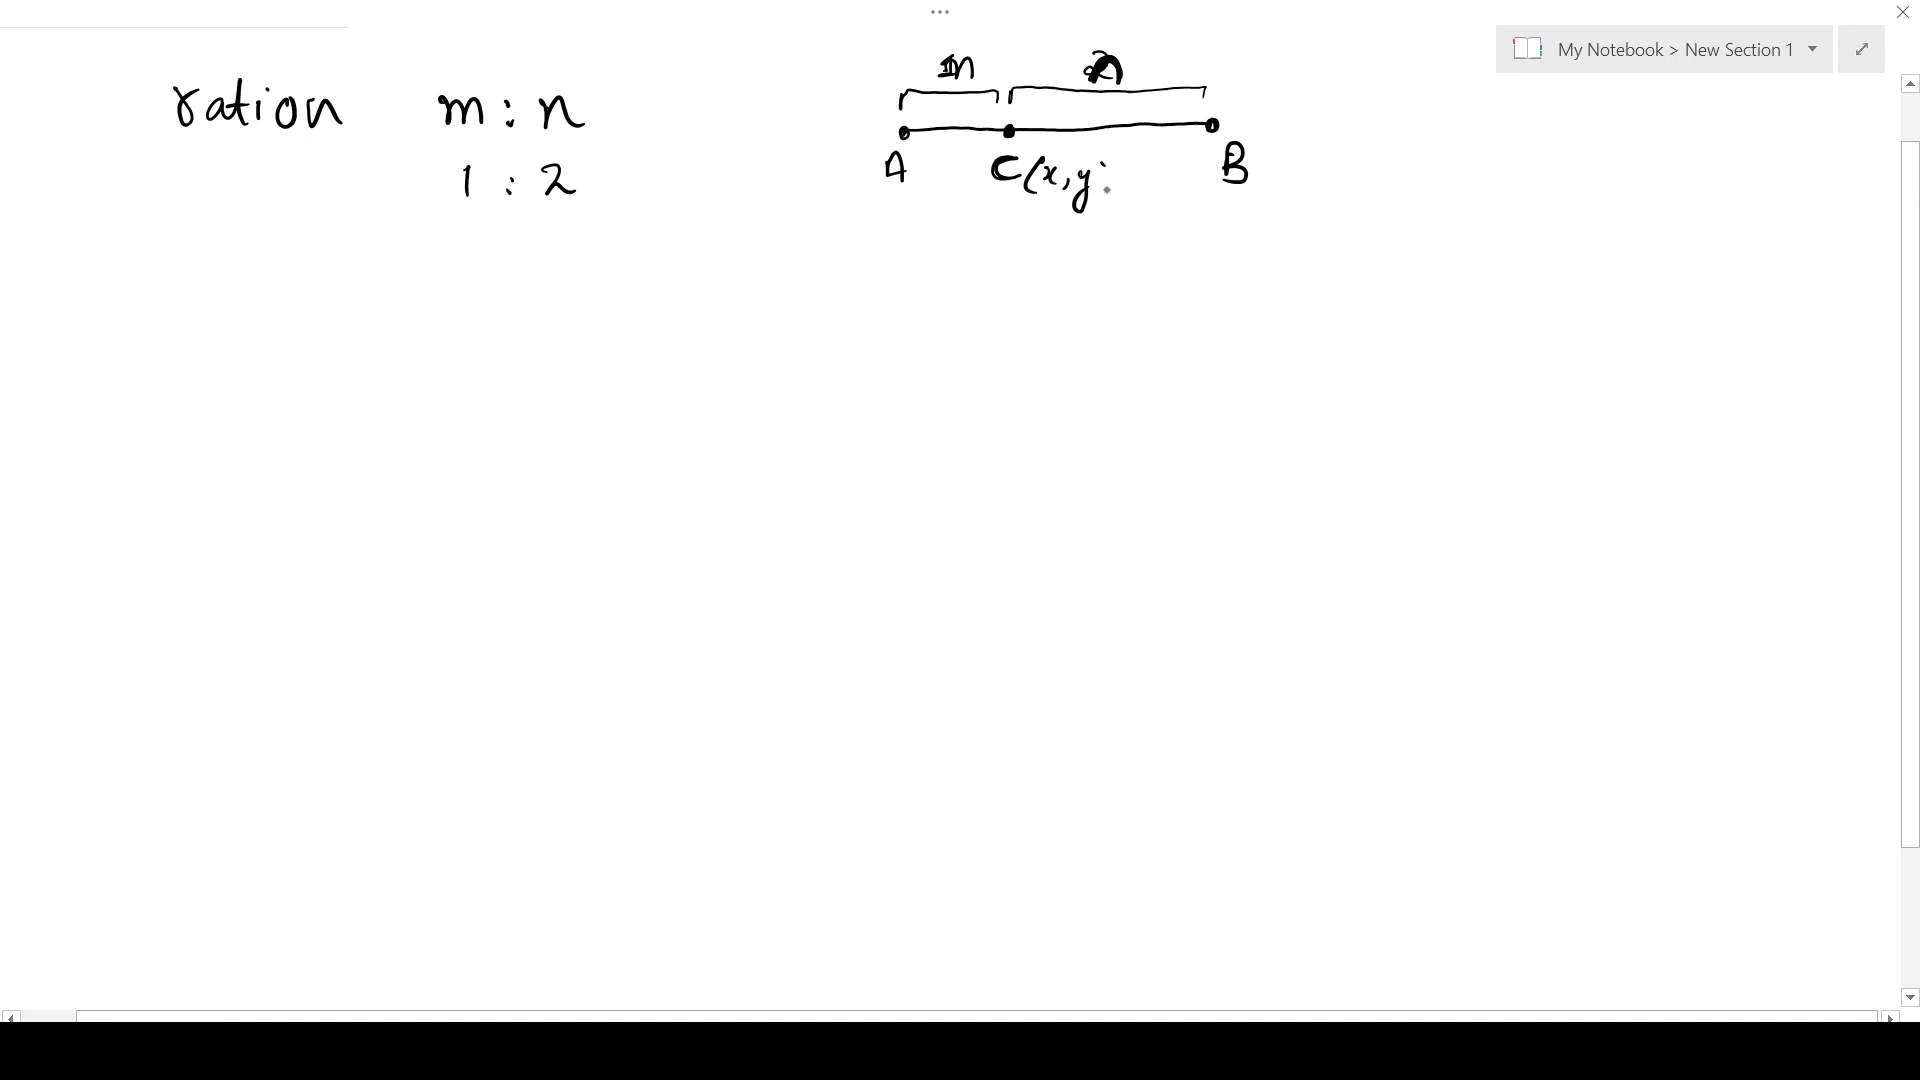 My Notebook > New Section 1
ration m : n
1 : 2
A C(x, y B